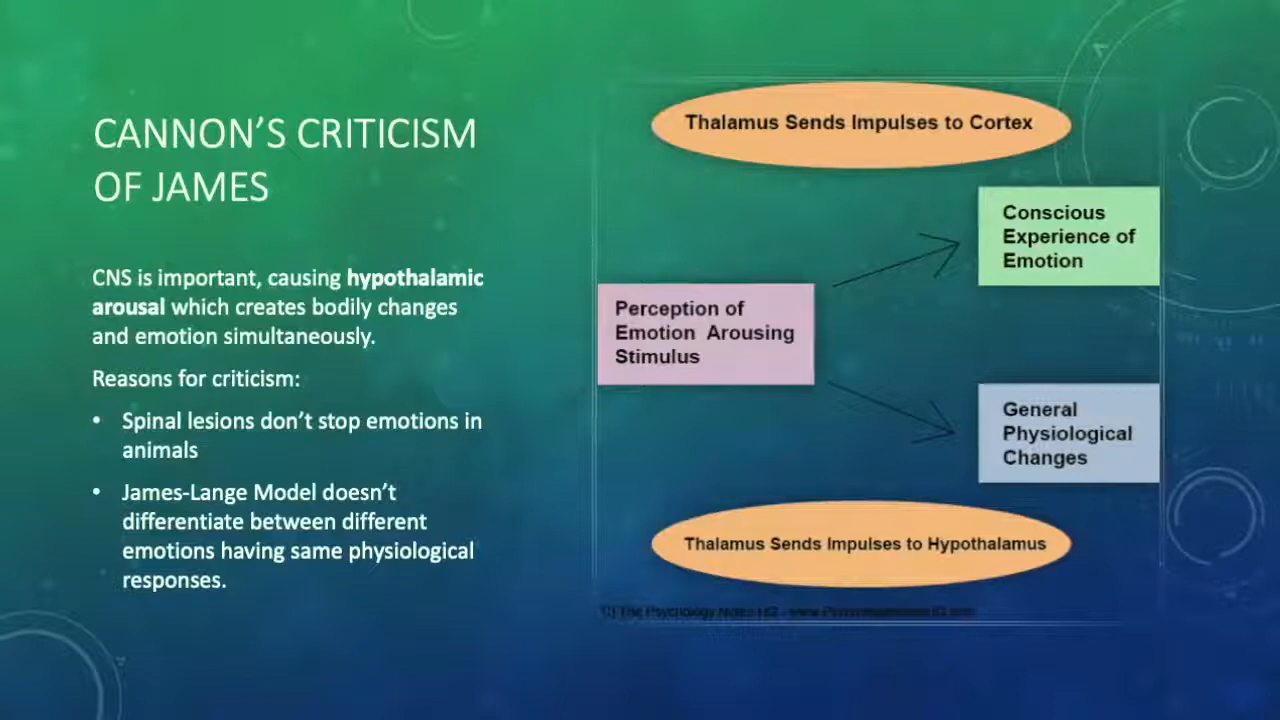 CANNON’S CRITICISM
OF JAMES
CNS is important, causing hypothalamic
arousal which creates bodily changes
and emotion simultaneously.
Reasons for criticism:
• Spinal lesions don’t stop emotions in
animals
• James-Lange Model doesn’t
differentiate between different
emotions having same physiological
responses.
Thalamus Sends Impulses to Cortex
Conscious
Experience of
Emotion
Perception of
Emotion Arousing
Stimulus
General
Physiological
Changes
Thalamus Sends Impulses to Hypothalamus
The Psychology